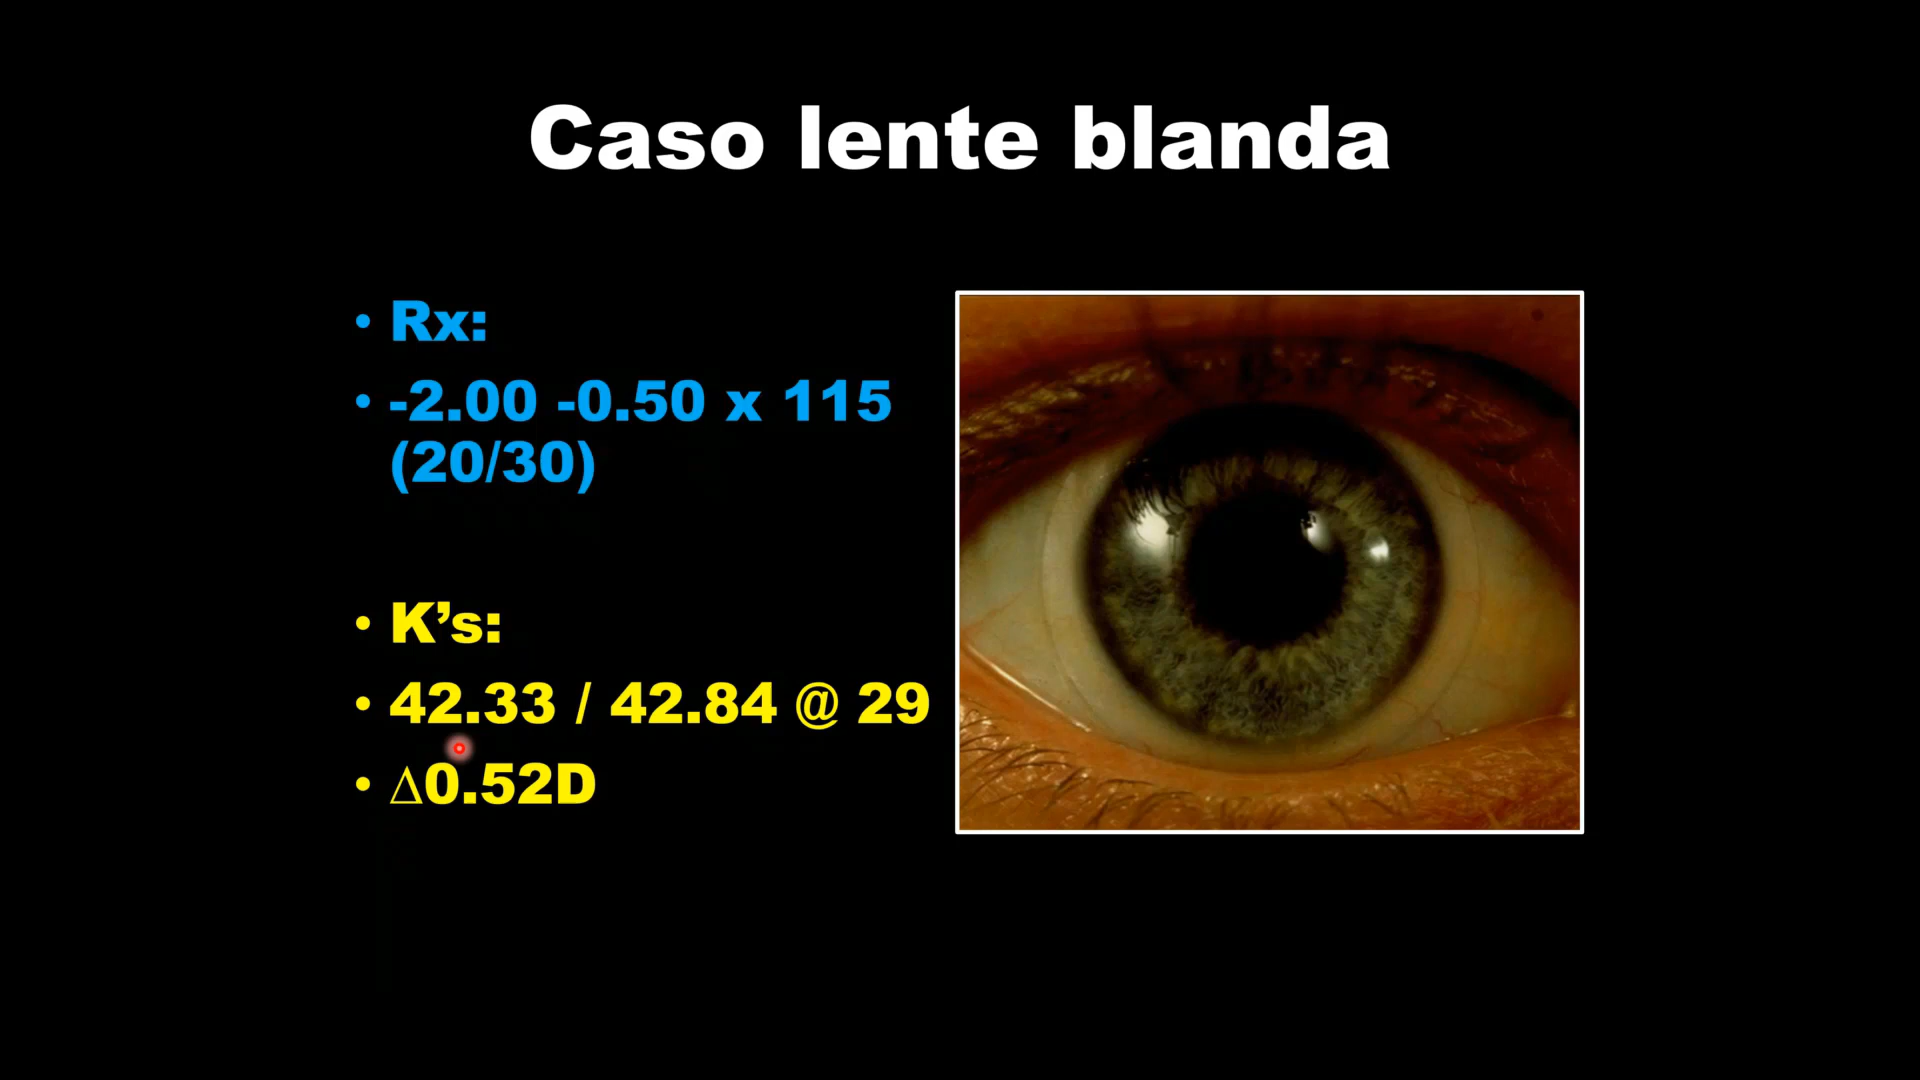 Caso lente blanda
• Rx:
• -2.00 -0.50 x 115
(20/30)
• K’s:
• 42.33 / 42.84 @ 29
• ∆0.52D